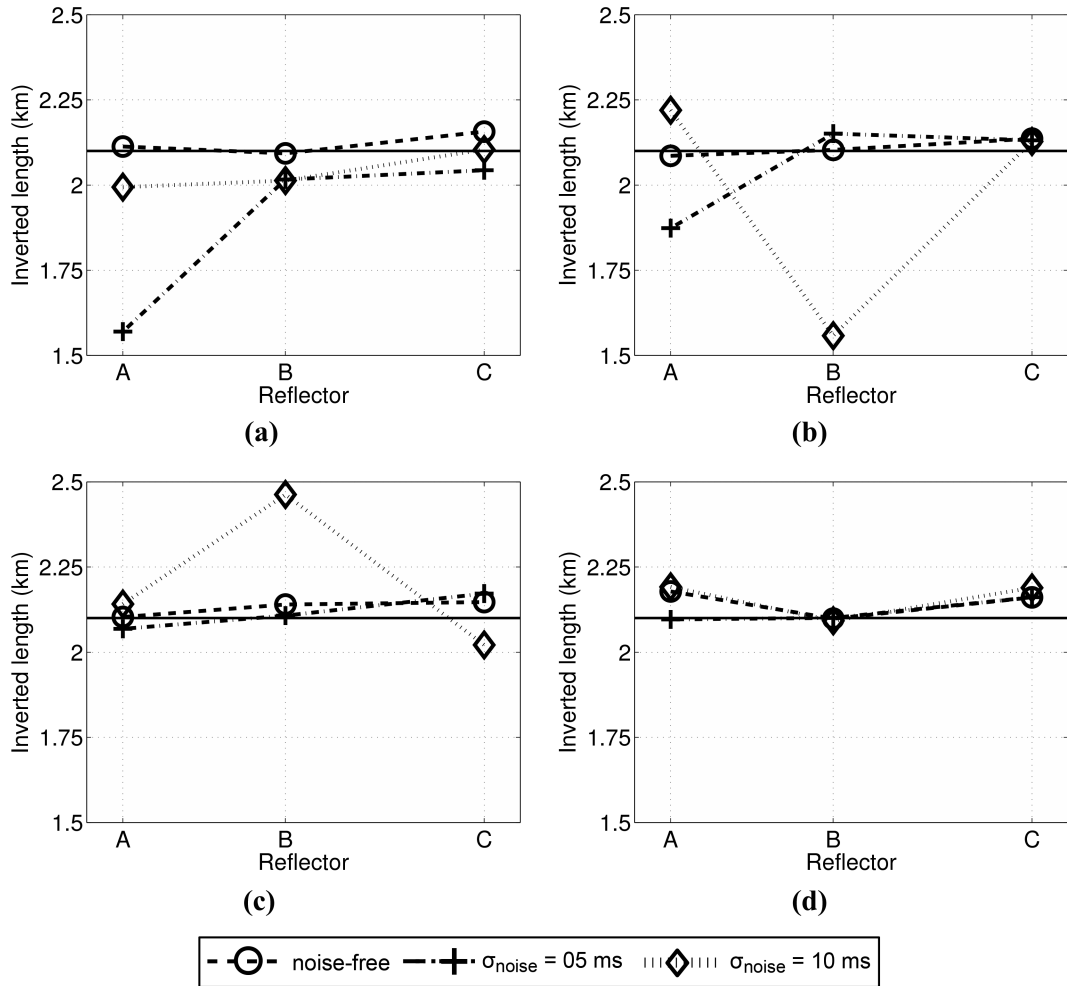 2.5
2.25
2
1.75
1.5
Inverted length (km)
A
B
C
Reflector
(a)
2.5
2.25
2
1.75
1.5
Inverted length (km)
A
B
C
Reflector
(b)
2.5
2.25
2
1.75
1.5
Inverted length (km)
A
B
C
Reflector
(c)
2.5
2.25
2
1.75
1.5
Inverted length (km)
A
B
C
Reflector
(d)
noise-free
σnoise = 05 ms
σnoise = 10 ms